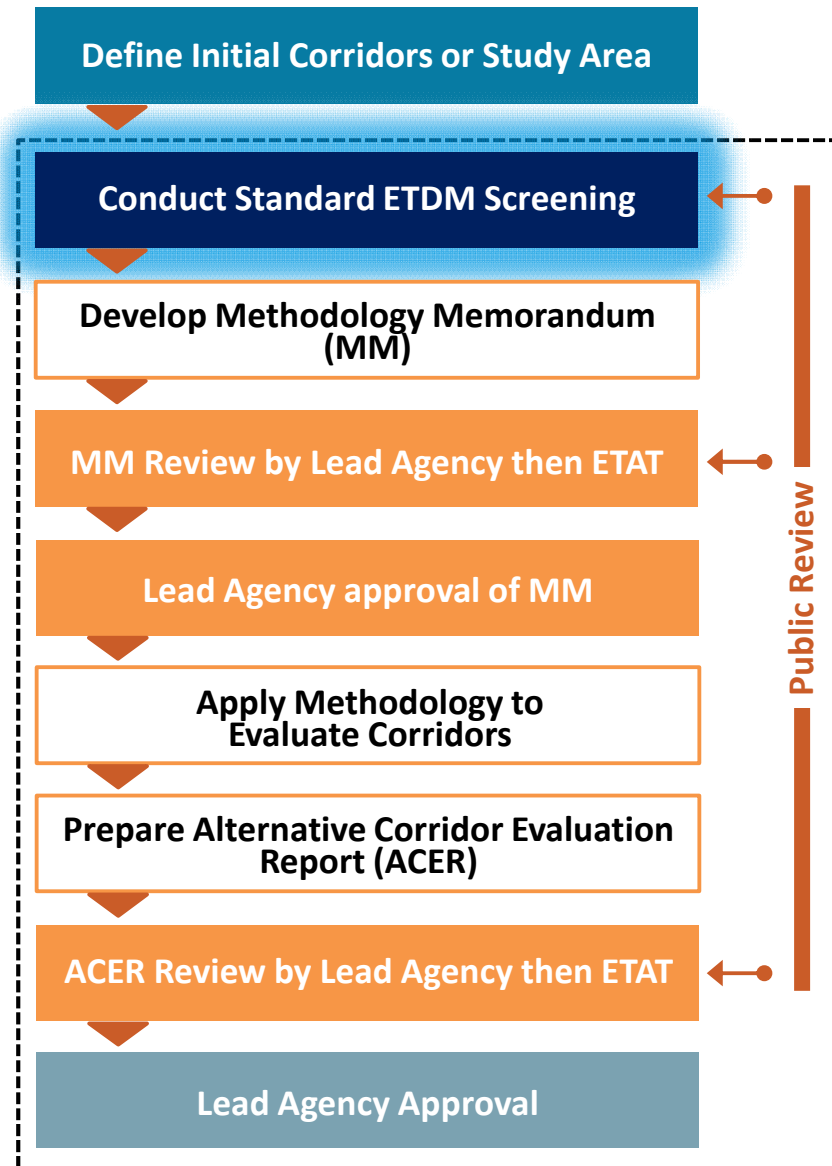 Define Initial Corridors or Study Area
Conduct Standard ETDM Screening
Develop Methodology Memorandum
(MM)
MM Review by Lead Agency then ETAT
Lead Agency approval of MM
Apply Methodology to
Evaluate Corridors
Prepare Alternative Corridor Evaluation
Report (ACER)
ACER Review by Lead Agency then ETAT
Lead Agency Approval
Public Review